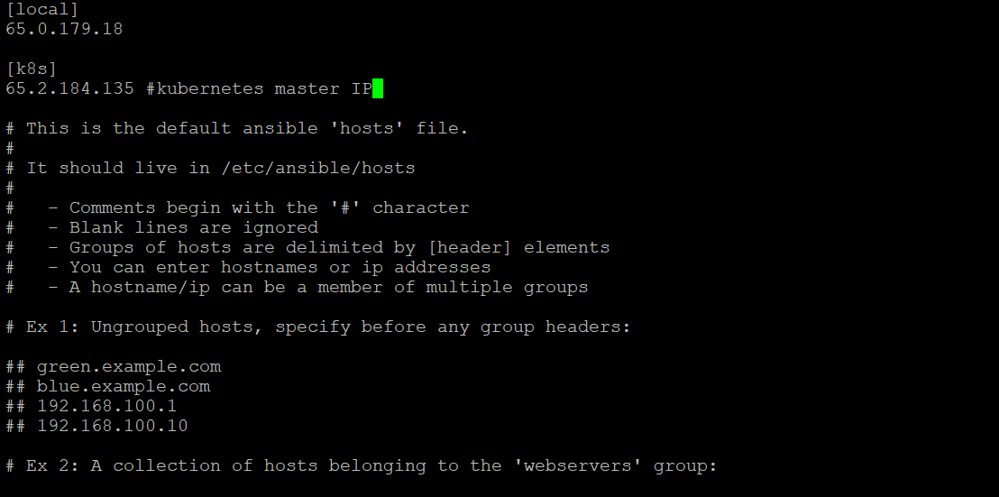 [local]
65.0.179.18
[k8s]
65.2.184.135 #kubernetes master IP
# This is the default ansible 'hosts' file.
#
# It should live in /etc/ansible/hosts
#
#   - Comments begin with the '#' character
#   - Blank lines are ignored
#   - Groups of hosts are delimited by [header] elements
#   - You can enter hostnames or ip addresses
#   - A hostname/ip can be a member of multiple groups
# Ex 1: Ungrouped hosts, specify before any group headers:
## green.example.com
## blue.example.com
## 192.168.100.1
## 192.168.100.10
# Ex 2: A collection of hosts belonging to the 'webservers' group: